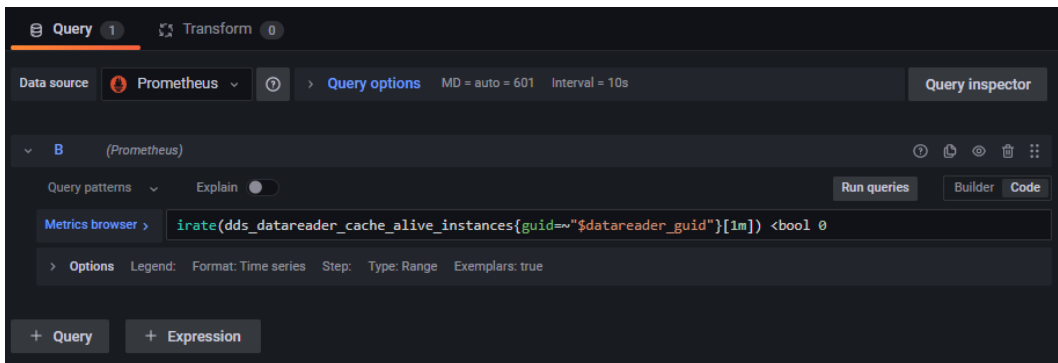 Query 1 Transform 0
Data source Prometheus Query options MD = auto = 601 Interval = 10s Query inspector
B (Prometheus)
Query patterns Explain Run queries Builder Code
Metrics browser > irate(dds_datareader_cache_alive_instances{guid=~"$datareader_guid"}[1m]) <bool 0
> Options Legend: Format: Time series Step: Type: Range Exemplars: true
+ Query + Expression